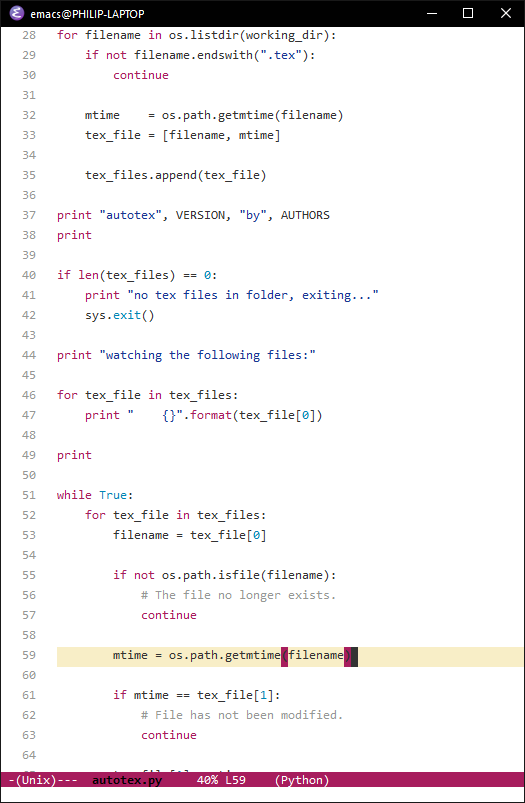 emacs@PHILIP-LAPTOP
28 for filename in os.listdir(working_dir):
29     if not filename.endswith(".tex"):
30         continue
31
32     mtime    = os.path.getmtime(filename)
33     tex_file = [filename, mtime]
34
35     tex_files.append(tex_file)
36
37 print "autotex", VERSION, "by", AUTHORS
38 print
39
40 if len(tex_files) == 0:
41     print "no tex files in folder, exiting..."
42     sys.exit()
43
44 print "watching the following files:"
45
46 for tex_file in tex_files:
47     print "    {}".format(tex_file[0])
48
49 print
50
51 while True:
52     for tex_file in tex_files:
53         filename = tex_file[0]
54
55         if not os.path.isfile(filename):
56             # The file no longer exists.
57             continue
58
59         mtime = os.path.getmtime(filename)
60
61         if mtime == tex_file[1]:
62             # File has not been modified.
63             continue
64
-(Unix)---  autotex.py     40% L59    (Python)